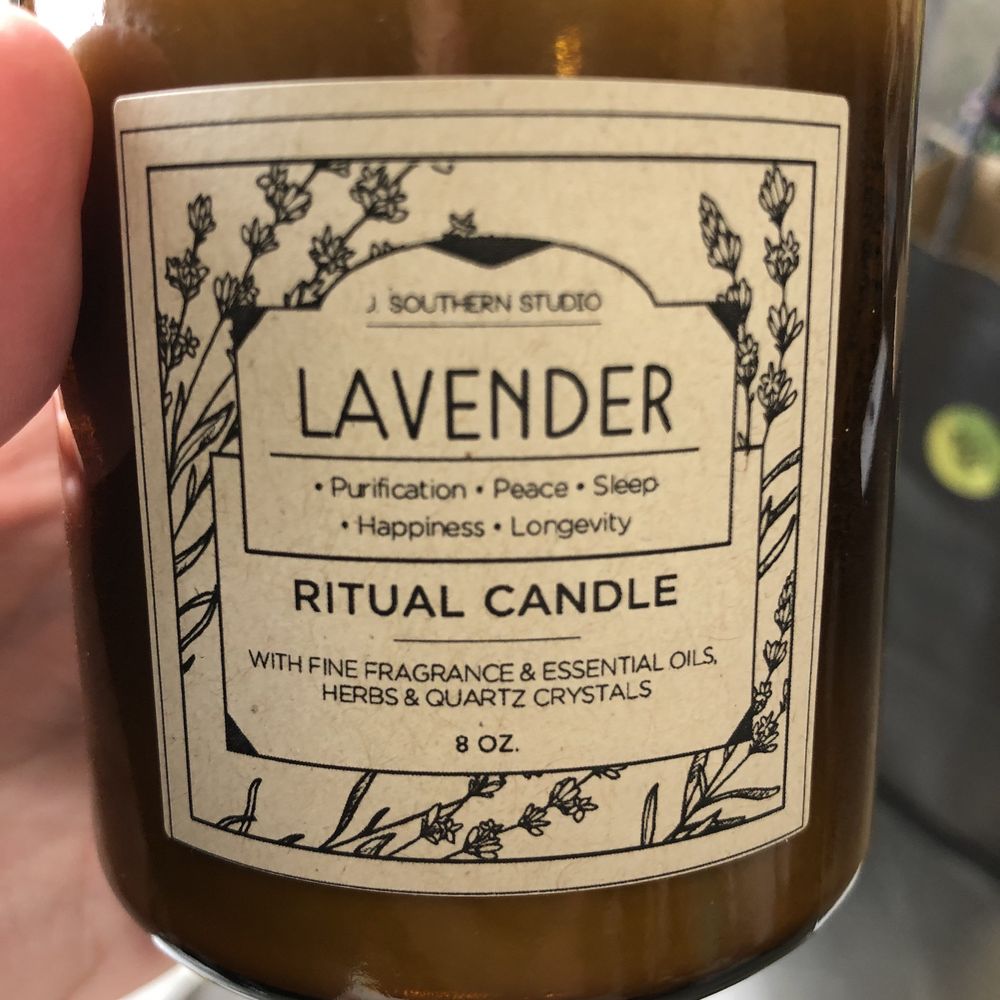 J. SOUTHERN STUDIO
LAVENDER
• Purification • Peace • Sleep
• Happiness • Longevity
RITUAL CANDLE
WITH FINE FRAGRANCE & ESSENTIAL OILS,
HERBS & QUARTZ CRYSTALS
8 OZ.